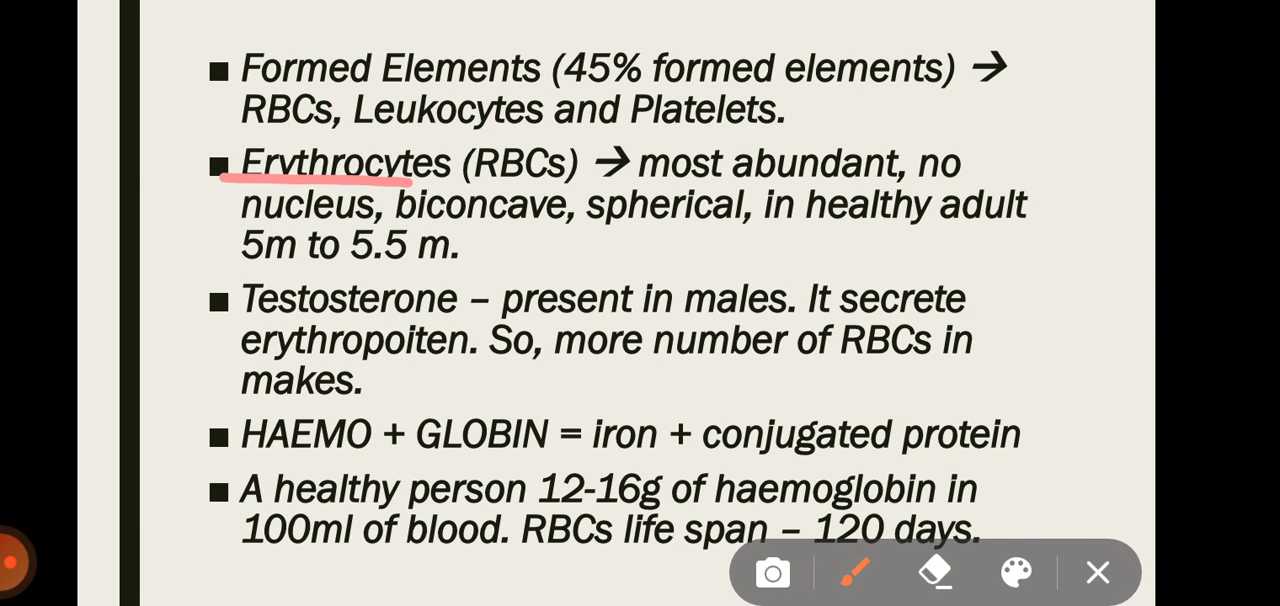 Formed Elements (45% formed elements) →
RBCs, Leukocytes and Platelets.
Erythrocytes (RBCs) → most abundant, no
nucleus, biconcave, spherical, in healthy adult
5m to 5.5 m.
Testosterone – present in males. It secrete
erythropoiten. So, more number of RBCs in
makes.
HAEMO + GLOBIN = iron + conjugated protein
A healthy person 12-16g of haemoglobin in
100ml of blood. RBCs life span – 120 days.